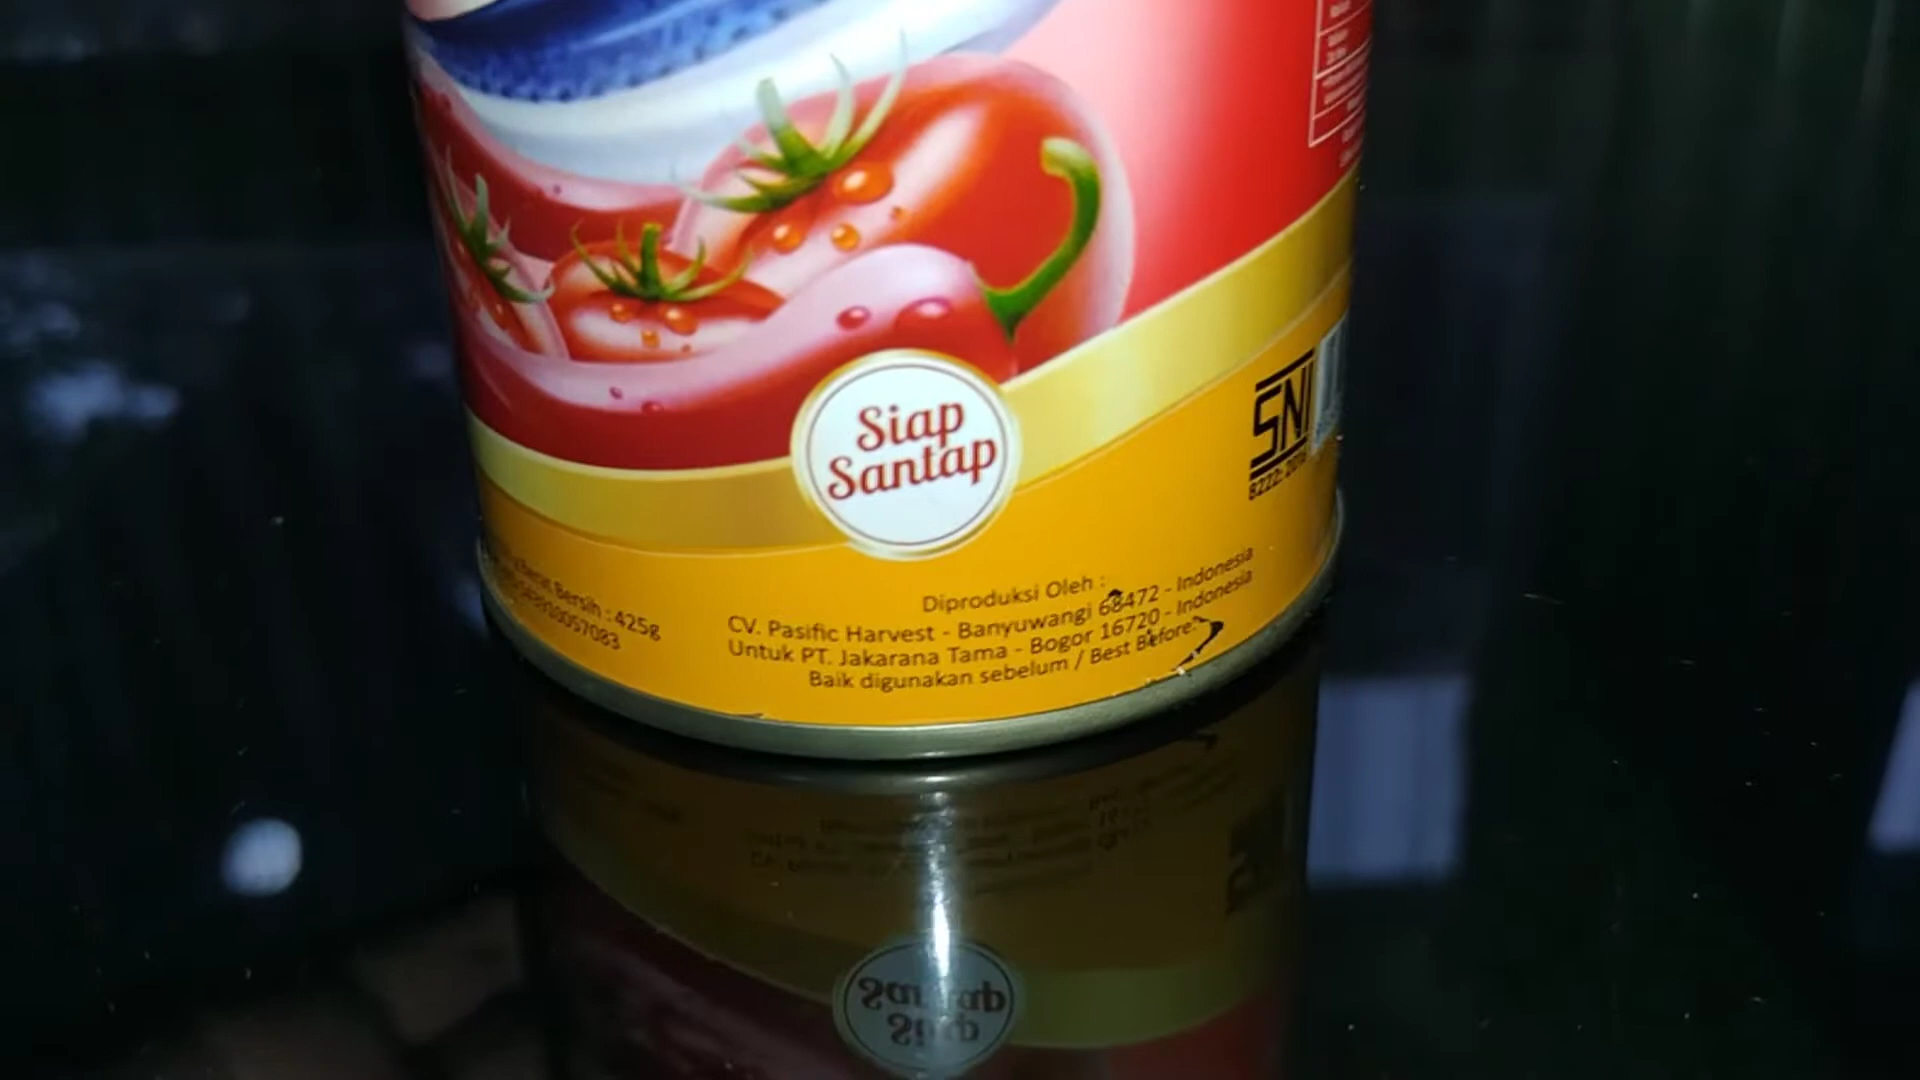 Siap
Santap
SNI
8222:
Berat Bersih : 425g
Diproduksi Oleh :
CV. Pasific Harvest - Banyuwangi 68472 - Indonesia
Untuk PT. Jakarana Tama - Bogor 16720 - Indonesia
Baik digunakan sebelum / Best Before: